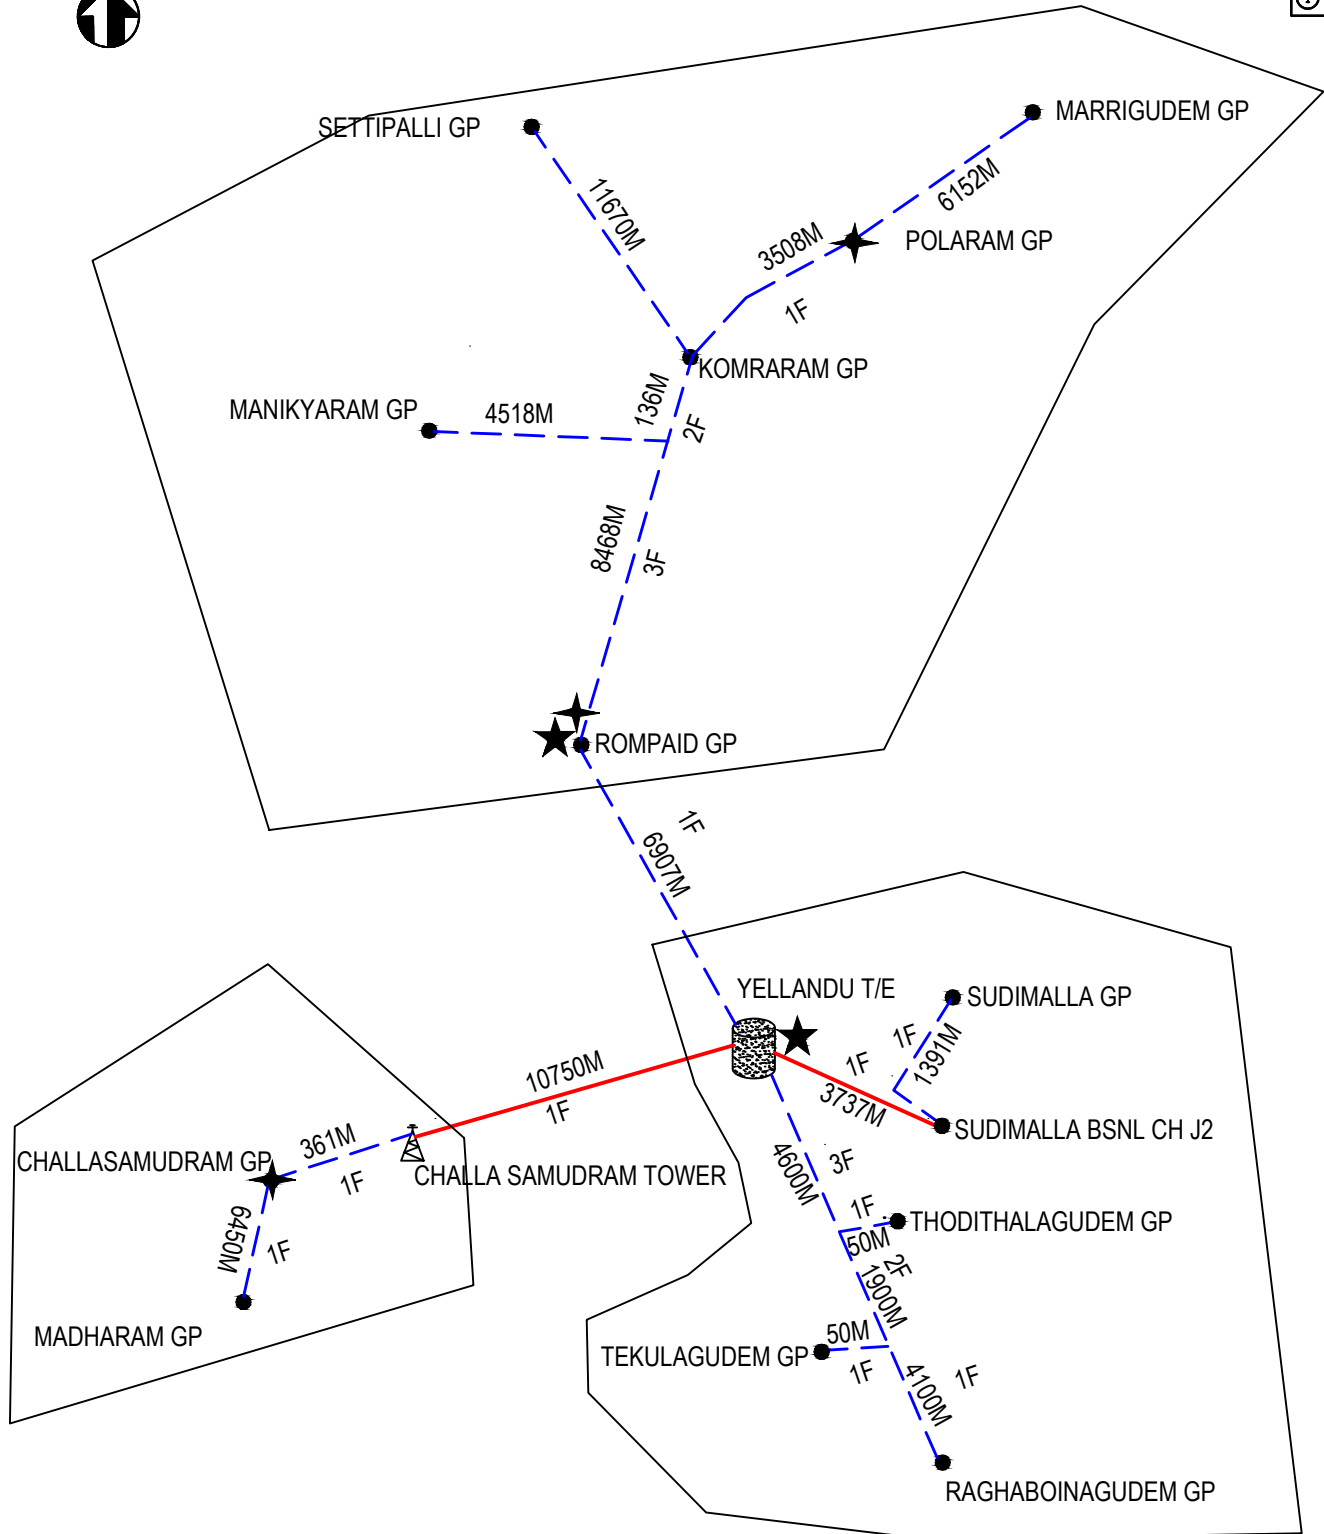 SETTIPALLI GP
MARRIGUDEM GP
11670M
6152M
3508M
POLARAM GP
1F
KOMRARAM GP
MANIKYARAM GP
4518M
136M
2F
8468M
3F
ROMPAID GP
1F
6907M
YELLANDU T/E
SUDIMALLA GP
1F
1391M
1F
3737M
SUDIMALLA BSNL CH J2
10750M
1F
361M
CHALLASAMUDRAM GP
1F
CHALLA SAMUDRAM TOWER
6450M
1F
MADHARAM GP
4600M
3F
1F
THODITHALAGUDEM GP
50M
2F
1900M
50M
TEKULAGUDEM GP
1F
4100M
1F
RAGHABOINAGUDEM GP